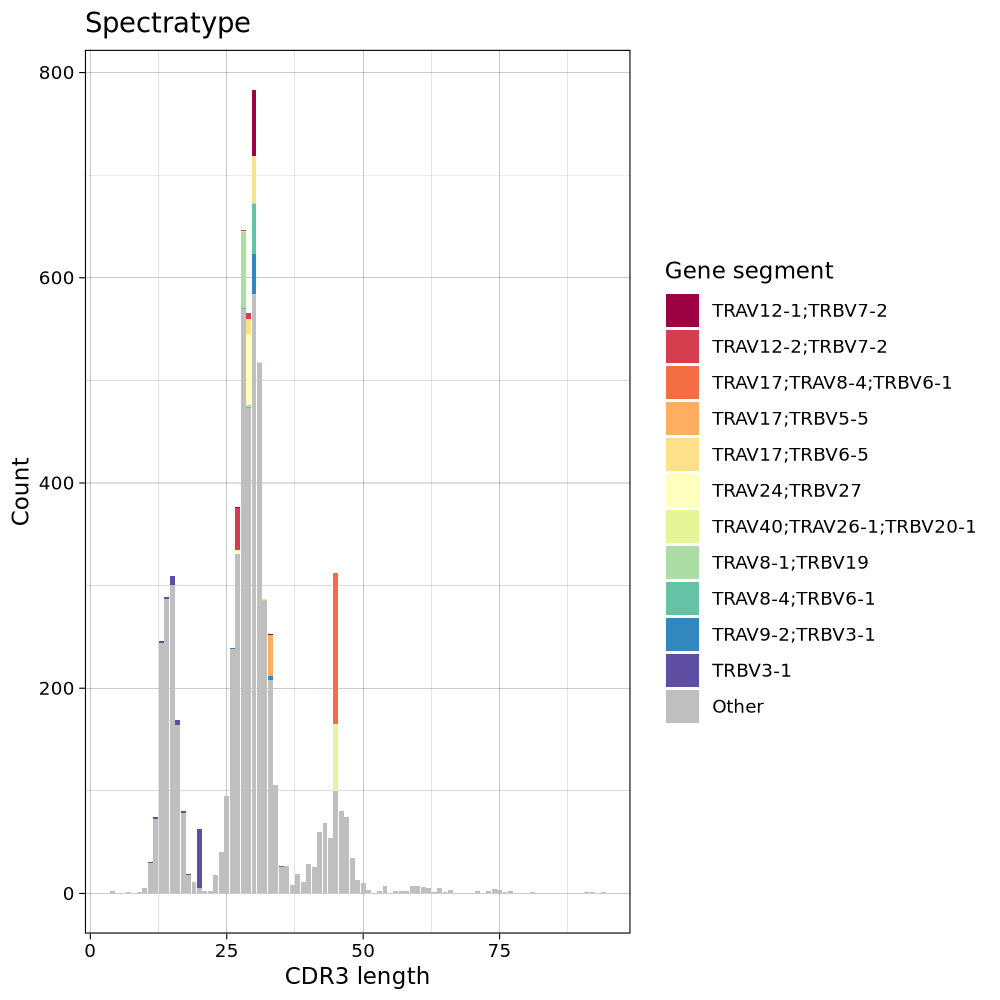 Spectratype
800
600
400
200
0
Count
0
25
50
75
CDR3 length
Gene segment
TRAV12-1;TRBV7-2
TRAV12-2;TRBV7-2
TRAV17;TRAV8-4;TRBV6-1
TRAV17;TRBV5-5
TRAV17;TRBV6-5
TRAV24;TRBV27
TRAV40;TRAV26-1;TRBV20-1
TRAV8-1;TRBV19
TRAV8-4;TRBV6-1
TRAV9-2;TRBV3-1
TRBV3-1
Other